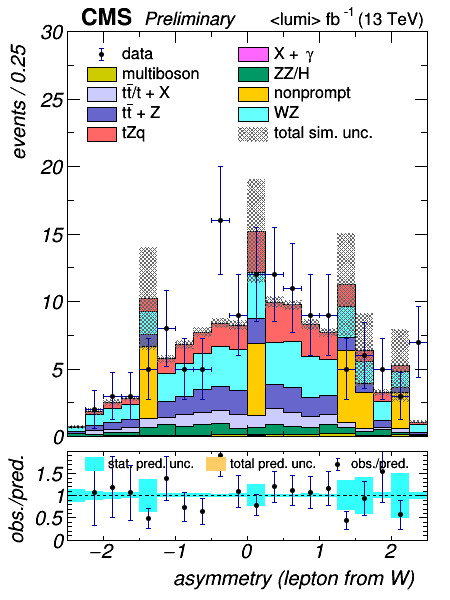 CMS Preliminary <lumi> fb⁻¹ (13 TeV)
events / 0.25
30
25
20
15
10
5
0
data
multiboson
tt̄/t + X
tt̄ + Z
tZq
X + γ
ZZ/H
nonprompt
WZ
total sim. unc.
obs./pred.
1.5
1
0.5
0
stat. pred. unc. total pred. unc. obs./pred.
−2 −1 0 1 2
asymmetry (lepton from W)